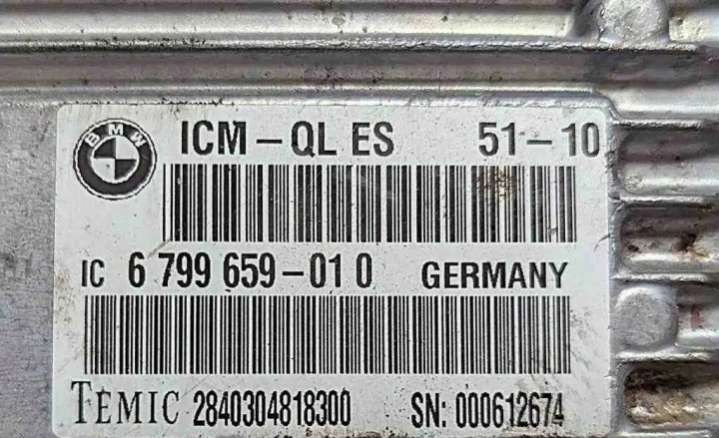 BMW
ICM-QL ES 51-10
IC 6 799 659-01 0 GERMANY
TEMIC 2840304818300 SN: 000612674